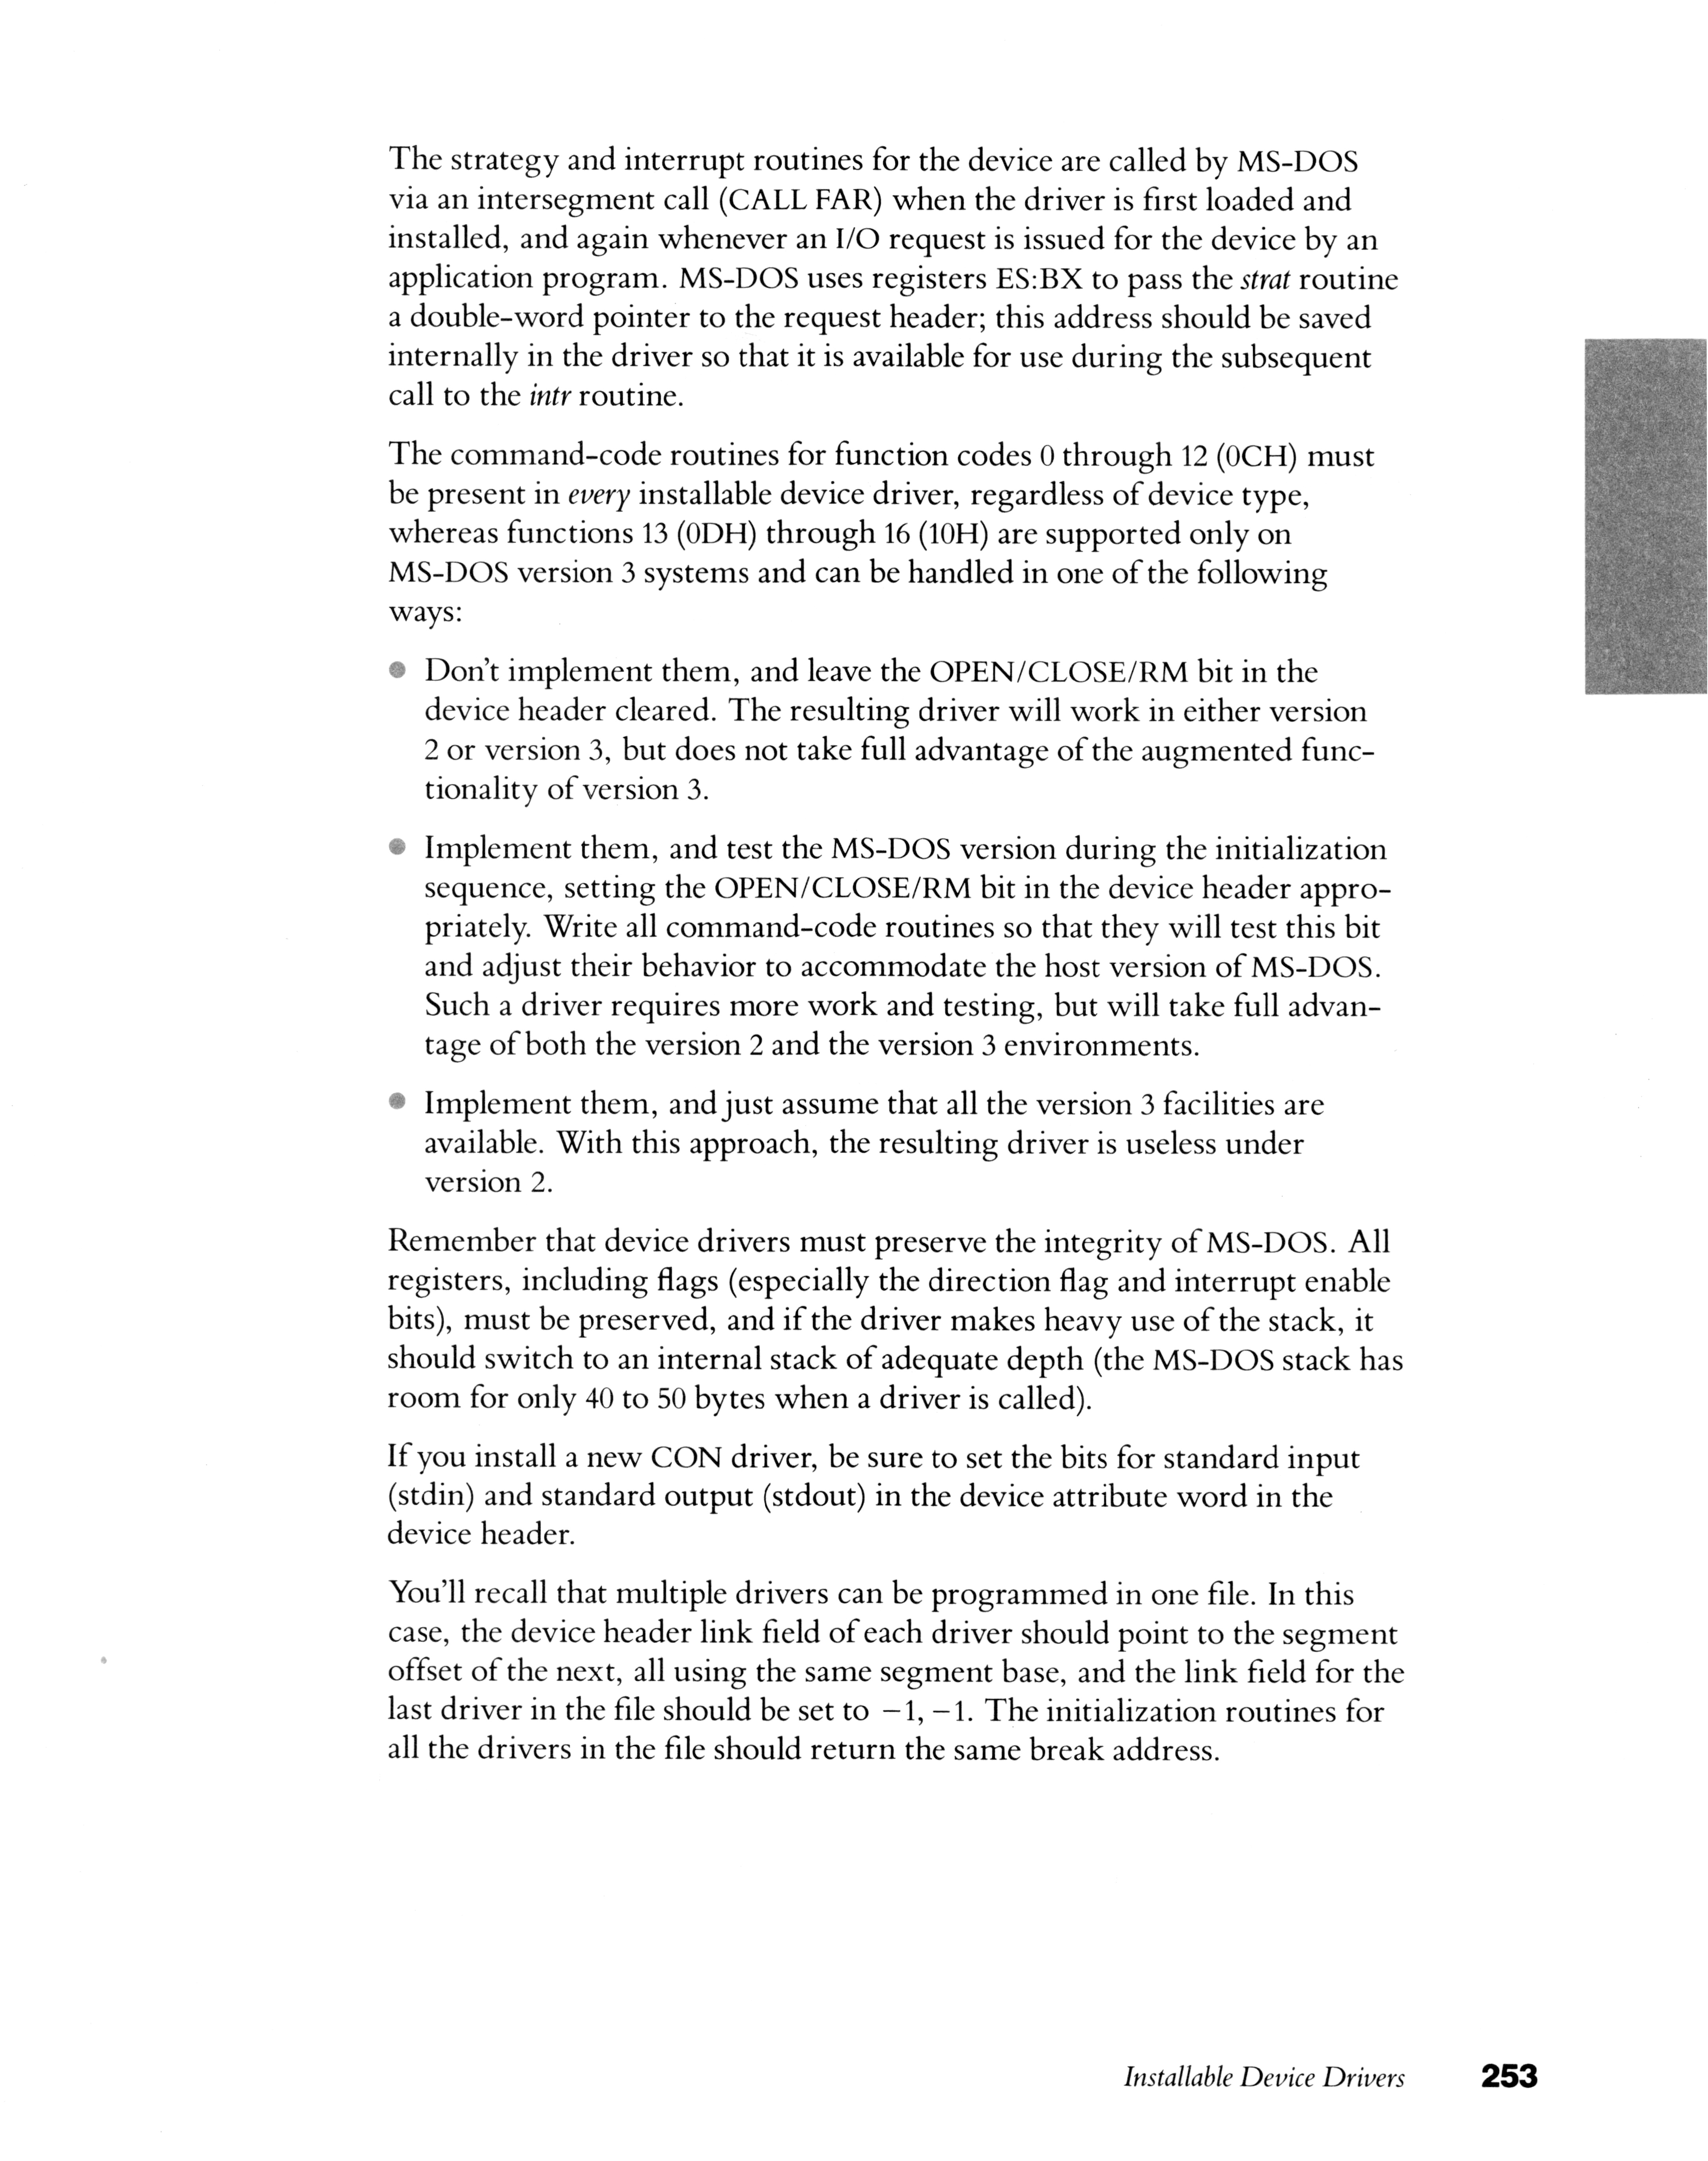 The strategy and interrupt routines for the device are called by MS-DOS
via an intersegment call (CALL FAR) when the driver is first loaded and
installed, and again whenever an I/O request is issued for the device by an
application program. MS-DOS uses registers ES:BX to pass the strat routine
a double-word pointer to the request header; this address should be saved
internally in the driver so that it is available for use during the subsequent
call to the intr routine.
The command-code routines for function codes 0 through 12 (0CH) must
be present in every installable device driver, regardless of device type,
whereas functions 13 (0DH) through 16 (10H) are supported only on
MS-DOS version 3 systems and can be handled in one of the following
ways:
● Don't implement them, and leave the OPEN/CLOSE/RM bit in the
device header cleared. The resulting driver will work in either version
2 or version 3, but does not take full advantage of the augmented func-
tionality of version 3.
● Implement them, and test the MS-DOS version during the initialization
sequence, setting the OPEN/CLOSE/RM bit in the device header appro-
priately. Write all command-code routines so that they will test this bit
and adjust their behavior to accommodate the host version of MS-DOS.
Such a driver requires more work and testing, but will take full advan-
tage of both the version 2 and the version 3 environments.
● Implement them, and just assume that all the version 3 facilities are
available. With this approach, the resulting driver is useless under
version 2.
Remember that device drivers must preserve the integrity of MS-DOS. All
registers, including flags (especially the direction flag and interrupt enable
bits), must be preserved, and if the driver makes heavy use of the stack, it
should switch to an internal stack of adequate depth (the MS-DOS stack has
room for only 40 to 50 bytes when a driver is called).
If you install a new CON driver, be sure to set the bits for standard input
(stdin) and standard output (stdout) in the device attribute word in the
device header.
You'll recall that multiple drivers can be programmed in one file. In this
case, the device header link field of each driver should point to the segment
offset of the next, all using the same segment base, and the link field for the
last driver in the file should be set to −1, −1. The initialization routines for
all the drivers in the file should return the same break address.
Installable Device Drivers 253